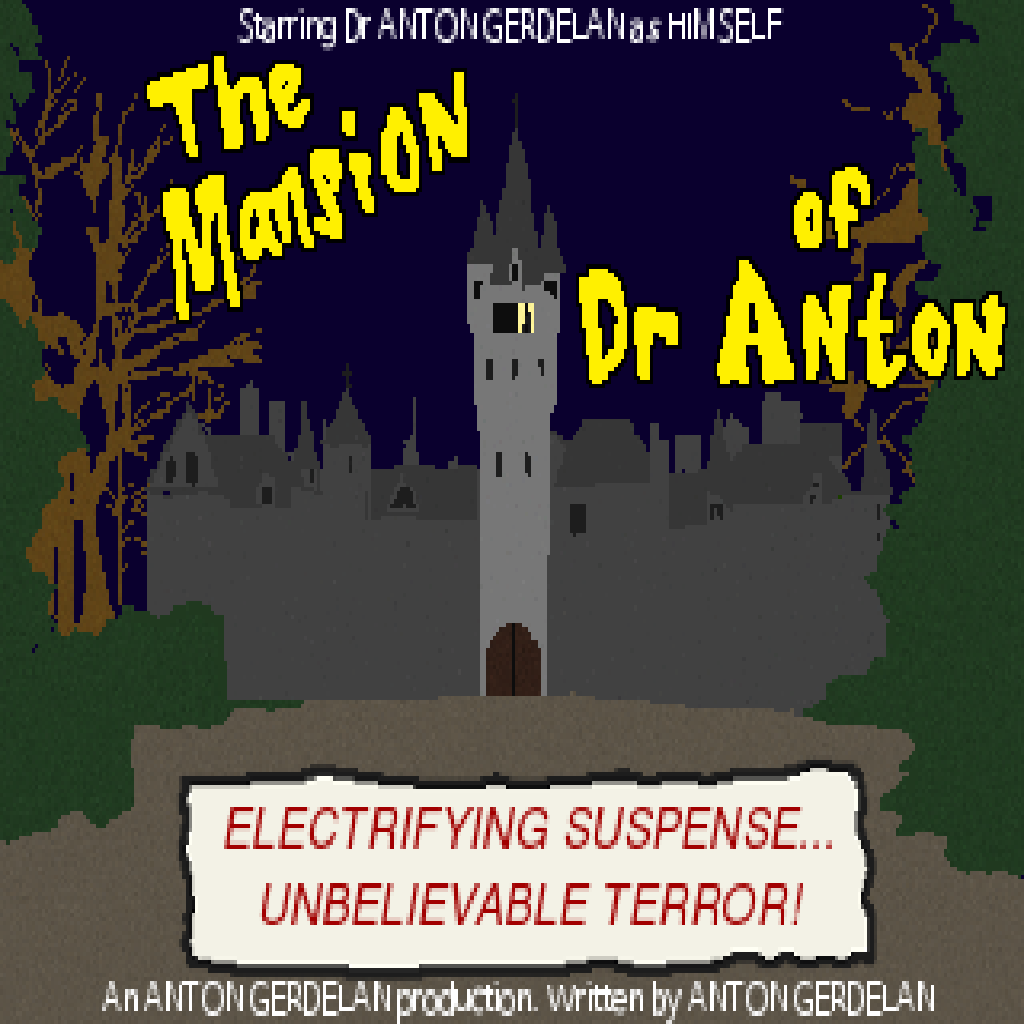 Starring Dr ANTON GERDELAN as HIMSELF
The
Mansion
of
Dr Anton
ELECTRIFYING SUSPENSE...
UNBELIEVABLE TERROR!
An ANTON GERDELAN production. Written by ANTON GERDELAN